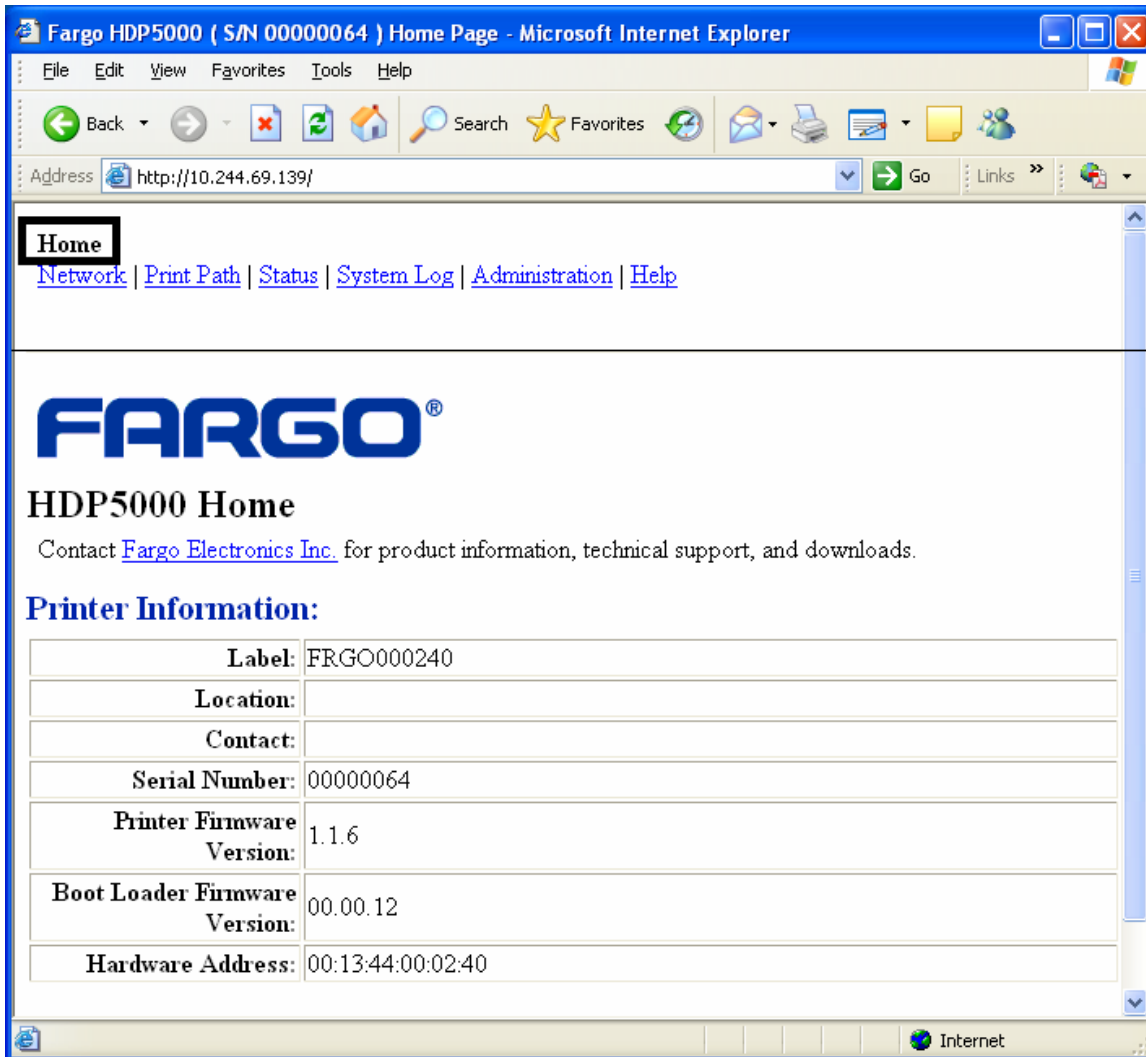 Fargo HDP5000 ( S/N 00000064 ) Home Page - Microsoft Internet Explorer
File Edit View Favorites Tools Help
Back Search Favorites
Address http://10.244.69.139/ Go Links »
Home
Network | Print Path | Status | System Log | Administration | Help
FARGO®
HDP5000 Home
Contact Fargo Electronics Inc. for product information, technical support, and downloads.
Printer Information:
Label: FRGO000240
Location:
Contact:
Serial Number: 00000064
Printer Firmware
Version: 1.1.6
Boot Loader Firmware
Version: 00.00.12
Hardware Address: 00:13:44:00:02:40
Internet